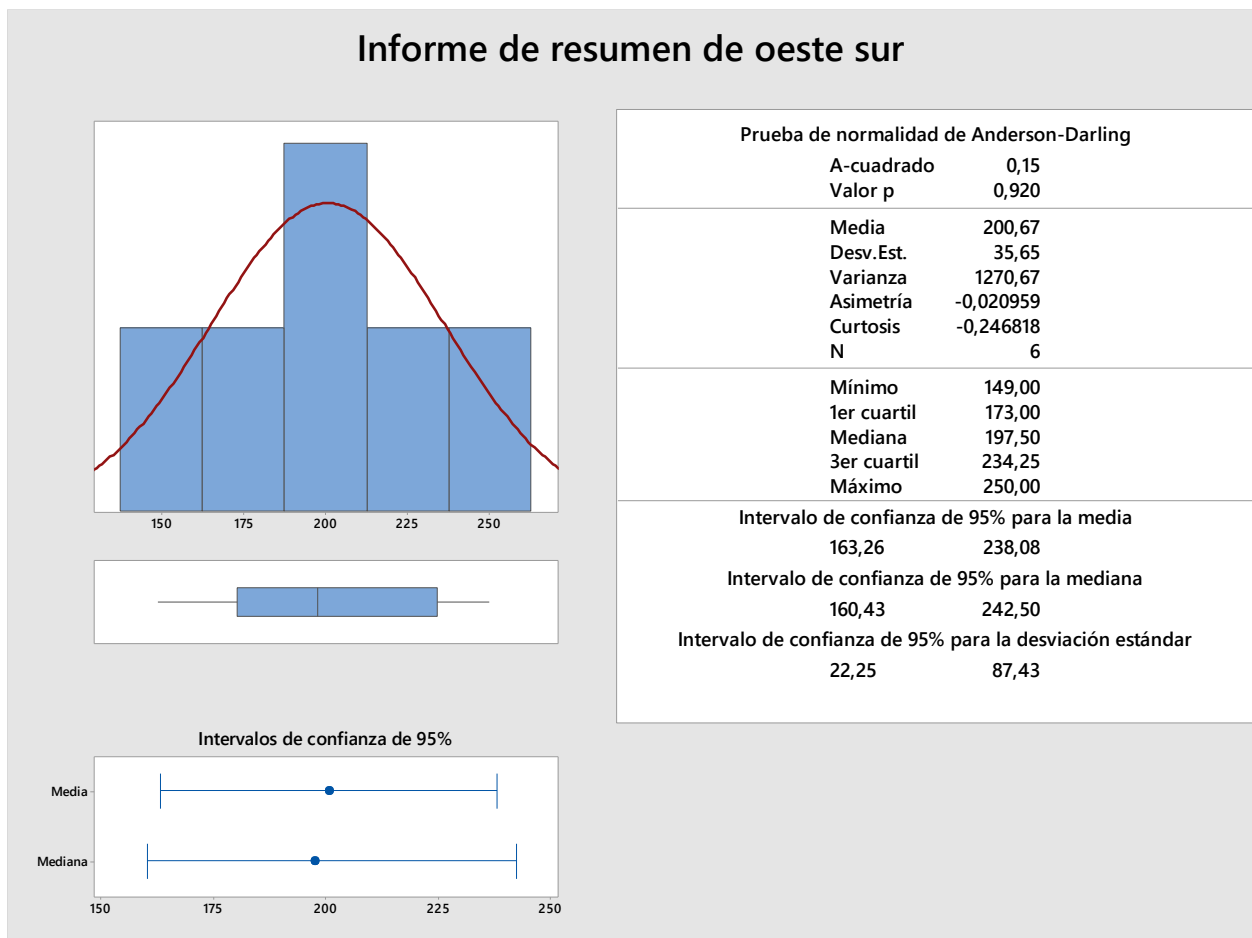 Informe de resumen de oeste sur
150 175 200 225 250
Intervalos de confianza de 95%
Media
Mediana
150 175 200 225 250
Prueba de normalidad de Anderson-Darling
A-cuadrado 0,15
Valor p 0,920
Media 200,67
Desv.Est. 35,65
Varianza 1270,67
Asimetría -0,020959
Curtosis -0,246818
N 6
Mínimo 149,00
1er cuartil 173,00
Mediana 197,50
3er cuartil 234,25
Máximo 250,00
Intervalo de confianza de 95% para la media
163,26 238,08
Intervalo de confianza de 95% para la mediana
160,43 242,50
Intervalo de confianza de 95% para la desviación estándar
22,25 87,43